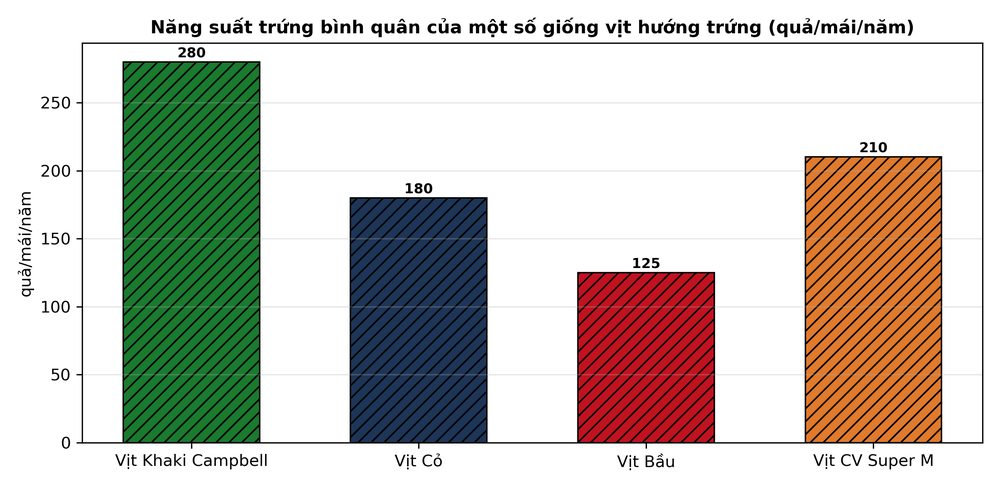 Năng suất trứng bình quân của một số giống vịt hướng trứng (quả/mái/năm)
quả/mái/năm
250
200
150
100
50
0
280
180
125
210
Vịt Khaki Campbell
Vịt Cỏ
Vịt Bầu
Vịt CV Super M